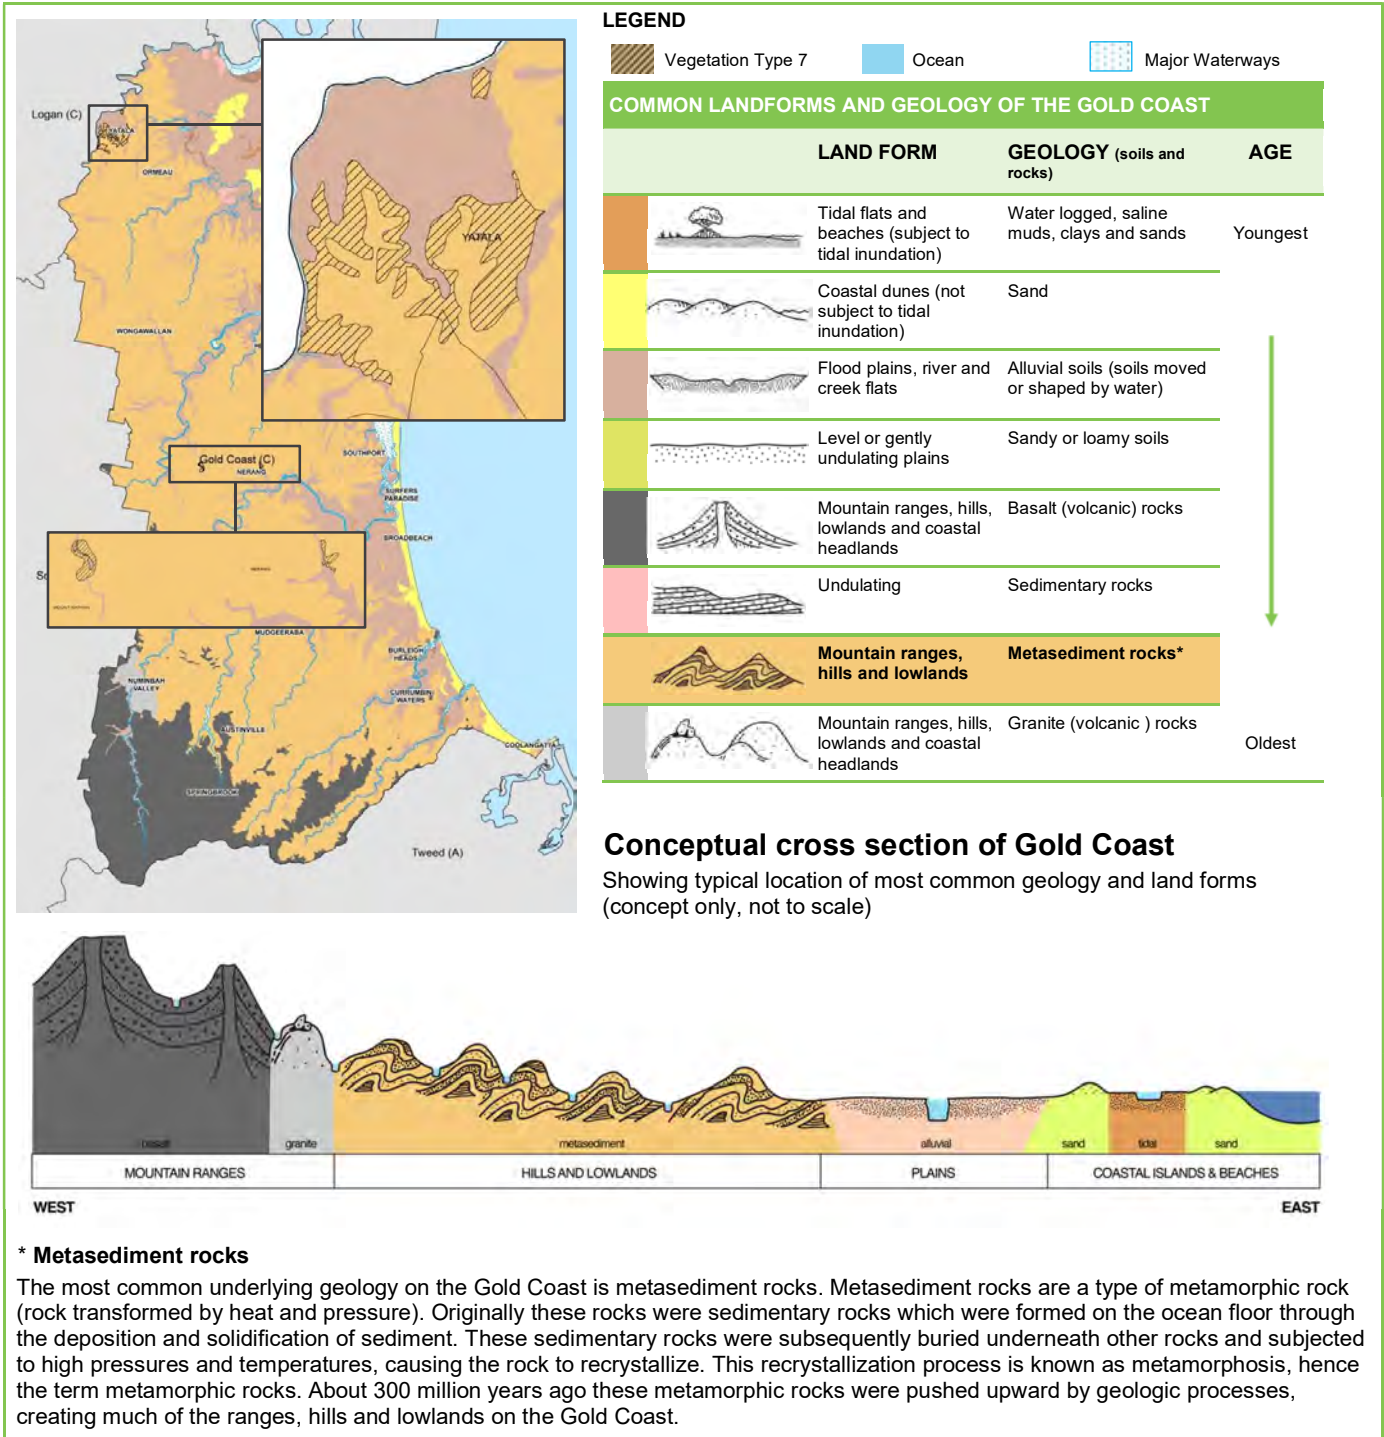 LEGEND
Vegetation Type 7
Ocean
Major Waterways
COMMON LANDFORMS AND GEOLOGY OF THE GOLD COAST
LAND FORM
GEOLOGY (soils and
rocks)
AGE
Tidal flats and
beaches (subject to
tidal inundation)
Water logged, saline
muds, clays and sands
Youngest
Coastal dunes (not
subject to tidal
inundation)
Sand
Flood plains, river and
creek flats
Alluvial soils (soils moved
or shaped by water)
Level or gently
undulating plains
Sandy or loamy soils
Mountain ranges, hills,
lowlands and coastal
headlands
Basalt (volcanic) rocks
Undulating
Sedimentary rocks
Mountain ranges,
hills and lowlands
Metasediment rocks*
Mountain ranges, hills,
lowlands and coastal
headlands
Granite (volcanic ) rocks
Oldest
Logan (C)
YATALA
ORMEAU
YATALA
WONGAWALLAN
SOUTHPORT
Gold Coast (C)
NERANG
SURFERS
PARADISE
BROADBEACH
NERANG
MUDGEERABA
BURLEIGH
HEADS
NUMINBAH
VALLEY
CURRUMBIN
WATERS
AUSTINVILLE
COOLANGATTA
SPRINGBROOK
Tweed (A)
Conceptual cross section of Gold Coast
Showing typical location of most common geology and land forms
(concept only, not to scale)
basalt
granite
metasediment
alluvial
sand
tidal
sand
MOUNTAIN RANGES
HILLS AND LOWLANDS
PLAINS
COASTAL ISLANDS & BEACHES
WEST
EAST
* Metasediment rocks
The most common underlying geology on the Gold Coast is metasediment rocks. Metasediment rocks are a type of metamorphic rock
(rock transformed by heat and pressure). Originally these rocks were sedimentary rocks which were formed on the ocean floor through
the deposition and solidification of sediment. These sedimentary rocks were subsequently buried underneath other rocks and subjected
to high pressures and temperatures, causing the rock to recrystallize. This recrystallization process is known as metamorphosis, hence
the term metamorphic rocks. About 300 million years ago these metamorphic rocks were pushed upward by geologic processes,
creating much of the ranges, hills and lowlands on the Gold Coast.